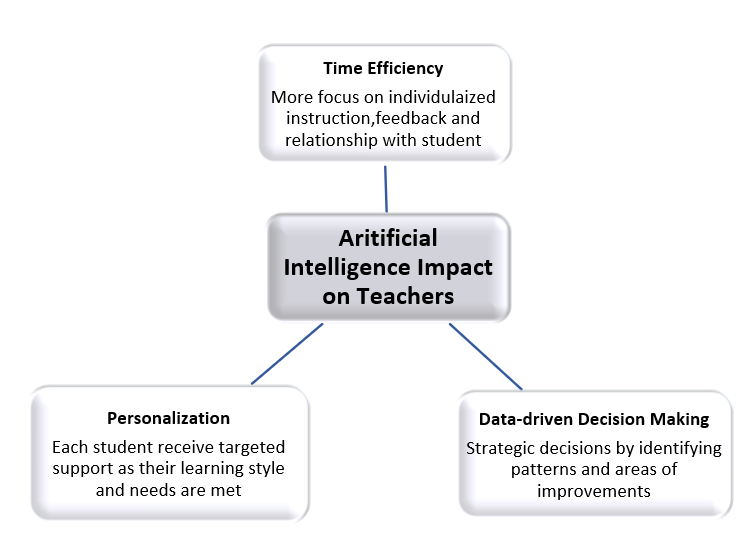 Time Efficiency
More focus on individulaized
instruction,feedback and
relationship with student
Aritificial
Intelligence Impact
on Teachers
Personalization
Each student receive targeted
support as their learning style
and needs are met
Data-driven Decision Making
Strategic decisions by identifying
patterns and areas of
improvements